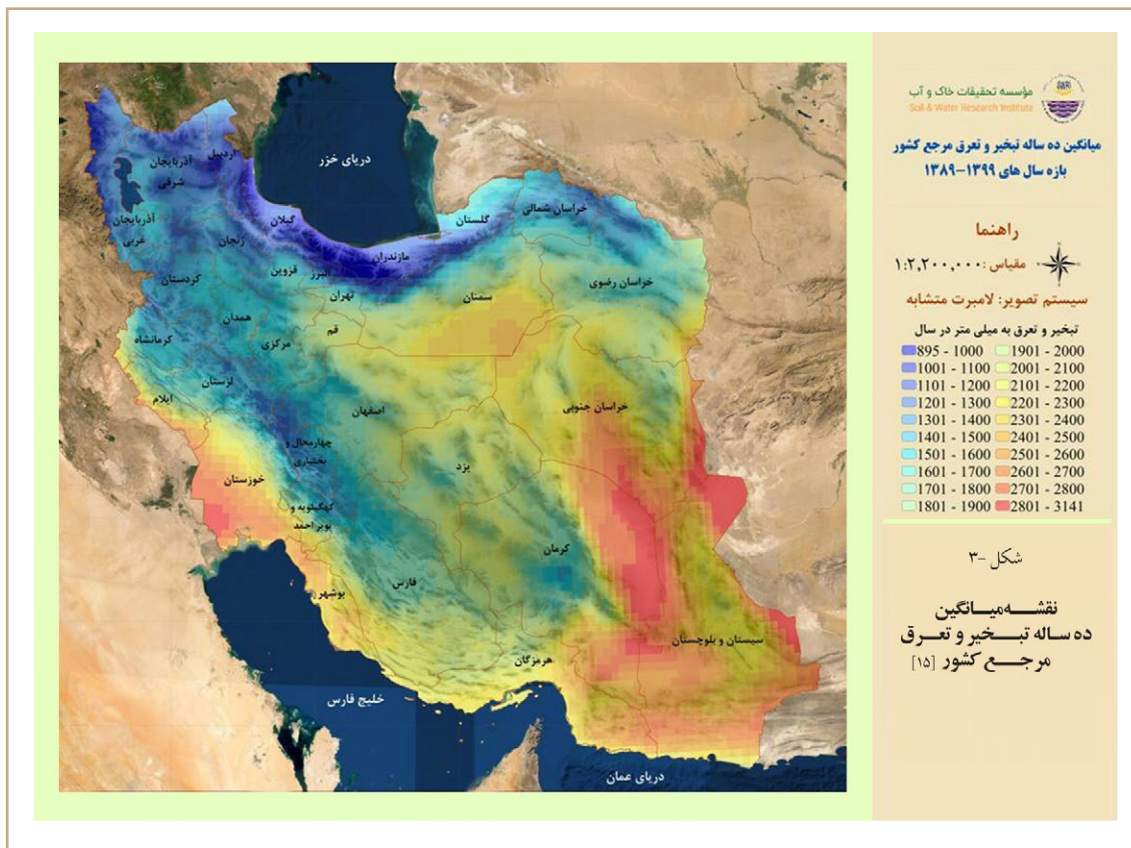 دریای خزر
اردبیل
آذربایجان
شرقی
آذربایجان
غربی
گیلان
زنجان
مازندران
گلستان
خراسان شمالی
قزوین
البرز
تهران
سمنان
خراسان رضوی
کردستان
همدان
قم
مرکزی
کرمانشاه
لرستان
ایلام
اصفهان
خراسان جنوبی
چهارمحال و
بختیاری
یزد
خوزستان
کهگیلویه و
بویر احمد
کرمان
فارس
بوشهر
سیستان و بلوچستان
هرمزگان
خلیج فارس
دریای عمان
مؤسسه تحقیقات خاک و آب
Soil & Water Research Institute
میانگین ده ساله تبخیر و تعرق مرجع کشور
بازه سال های ۱۳۹۹-۱۳۸۹
راهنما
مقیاس: ۱:۲,۲۰۰,۰۰۰
سیستم تصویر: لامبرت متشابه
تبخیر و تعرق به میلی متر در سال
895 - 1000 1901 - 2000
1001 - 1100 2001 - 2100
1101 - 1200 2101 - 2200
1201 - 1300 2201 - 2300
1301 - 1400 2301 - 2400
1401 - 1500 2401 - 2500
1501 - 1600 2501 - 2600
1601 - 1700 2601 - 2700
1701 - 1800 2701 - 2800
1801 - 1900 2801 - 3141
شکل -۳
نقشه میانگین
ده ساله تبخیر و تعرق
مرجع کشور [۱۵]